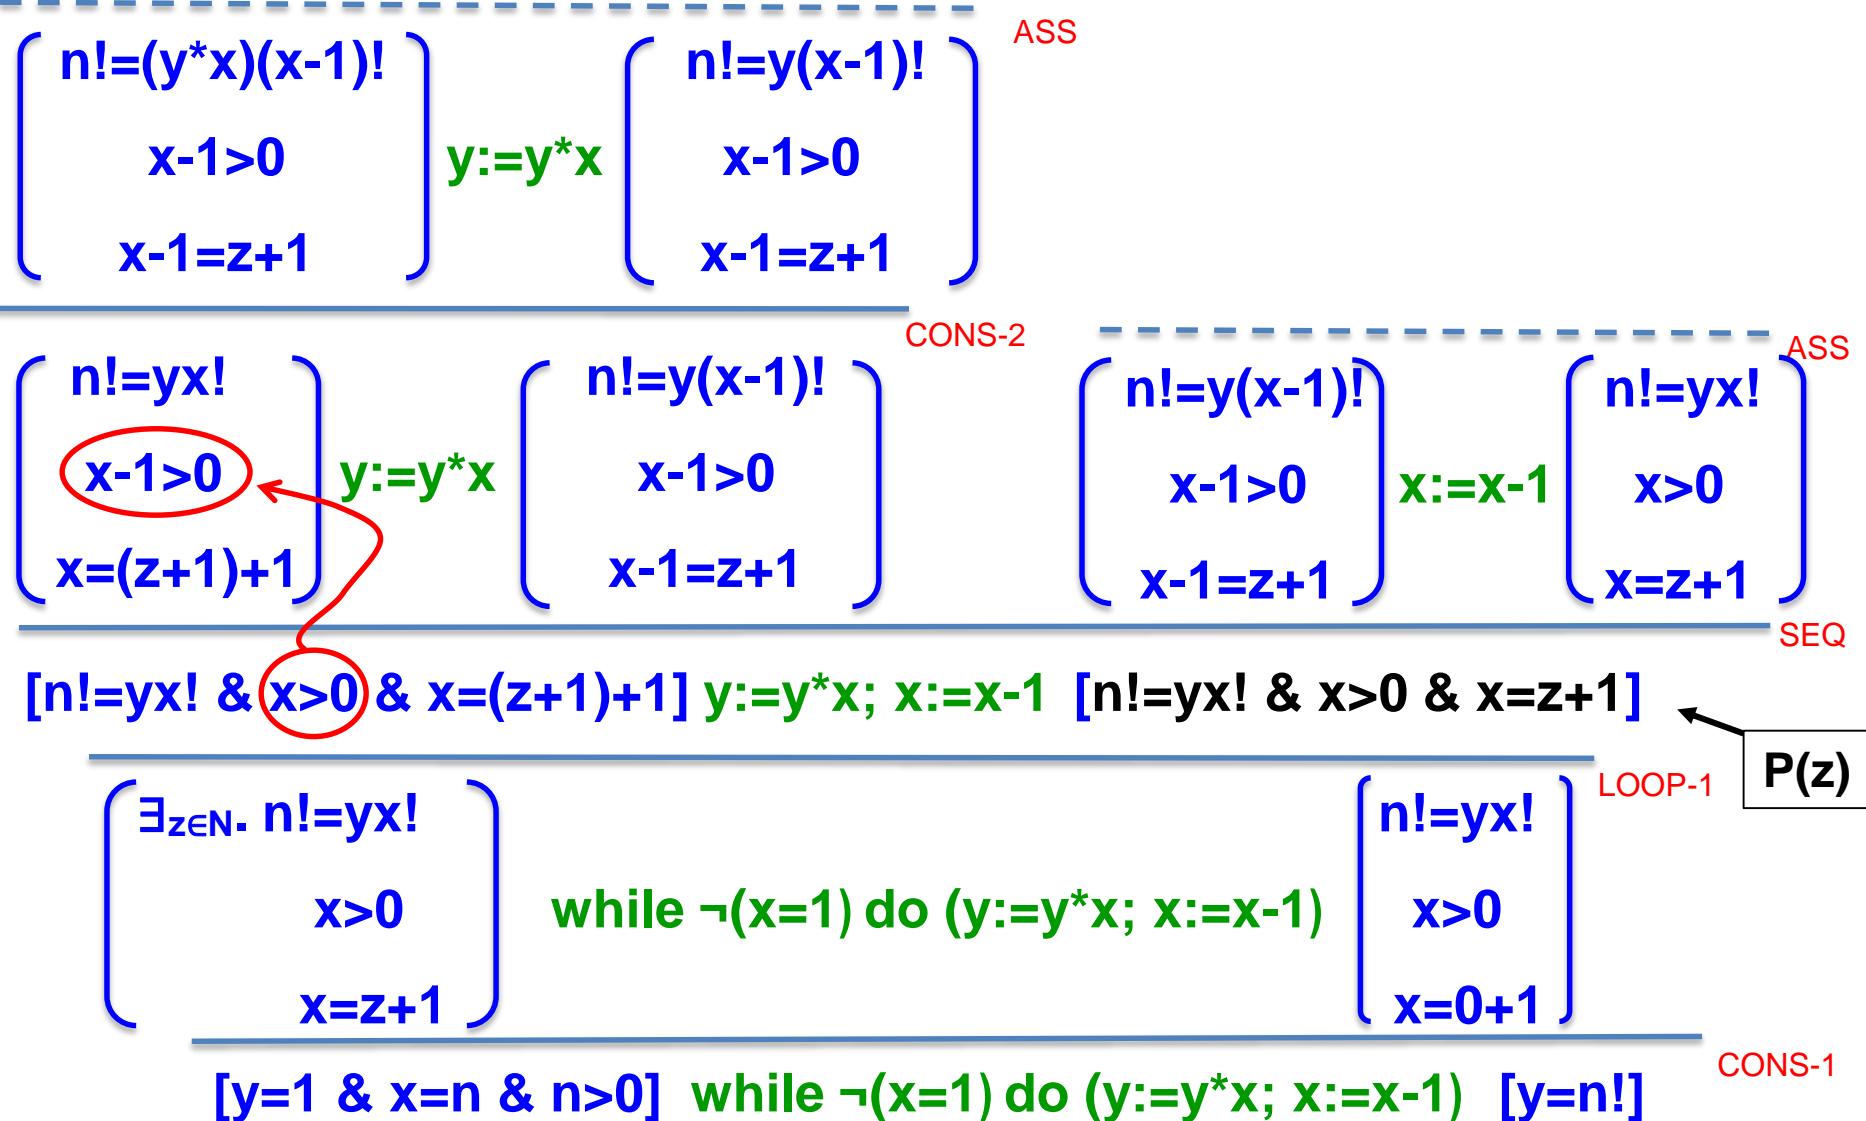 ASS
n!=(y*x)(x-1)! n!=y(x-1)!
x-1>0 y:=y*x x-1>0
x-1=z+1 x-1=z+1
CONS-2
ASS
n!=yx! n!=y(x-1)! n!=y(x-1)! n!=yx!
x-1>0 y:=y*x x-1>0 x-1>0 x:=x-1 x>0
x=(z+1)+1 x-1=z+1 x-1=z+1 x=z+1
SEQ
[n!=yx! & x>0 & x=(z+1)+1] y:=y*x; x:=x-1 [n!=yx! & x>0 & x=z+1]
P(z)
LOOP-1
∃z∈N. n!=yx! n!=yx!
x>0 while ¬(x=1) do (y:=y*x; x:=x-1) x>0
x=z+1 x=0+1
CONS-1
[y=1 & x=n & n>0] while ¬(x=1) do (y:=y*x; x:=x-1) [y=n!]